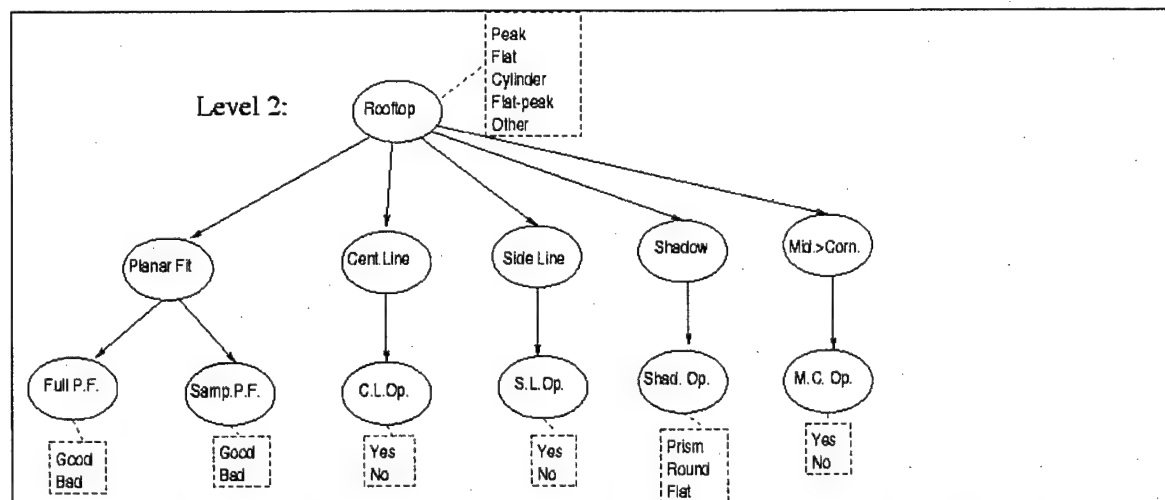 Peak
Flat
Cylinder
Flat-peak
Other
Level 2:
Rooftop
Planar Fit
Cent.Line
Side Line
Shadow
Mid.>Corn.
Full P.F.
Samp.P.F.
C.L.Op.
S.L.Op.
Shad. Op.
M.C. Op.
Good
Bad
Good
Bad
Yes
No
Yes
No
Prism
Round
Flat
Yes
No